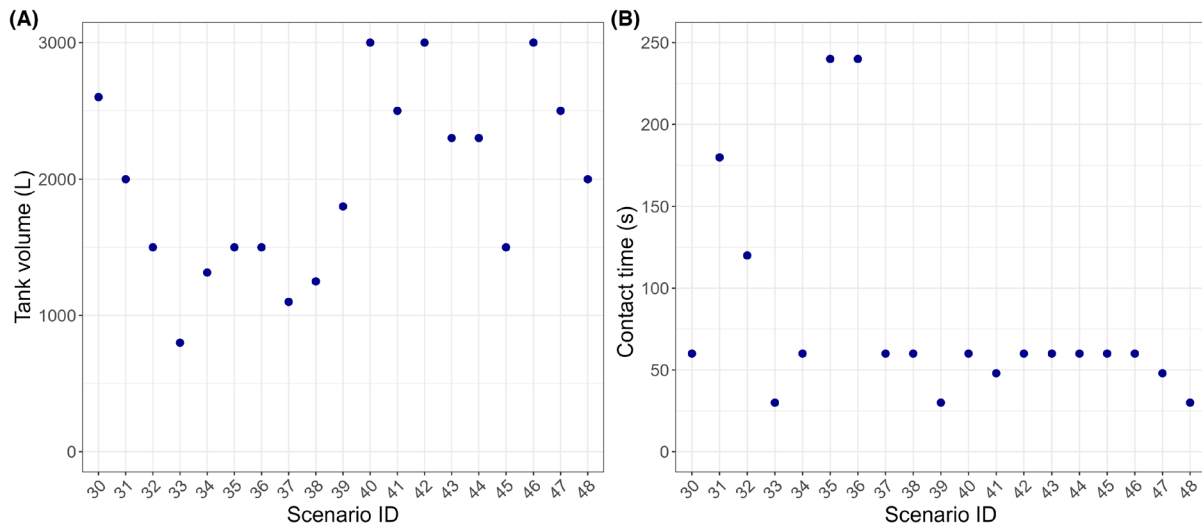 (A)
Tank volume (L)
3000
2000
1000
0
30 31 32 33 34 35 36 37 38 39 40 41 42 43 44 45 46 47 48
Scenario ID
(B)
Contact time (s)
250
200
150
100
50
0
30 31 32 33 34 35 36 37 38 39 40 41 42 43 44 45 46 47 48
Scenario ID